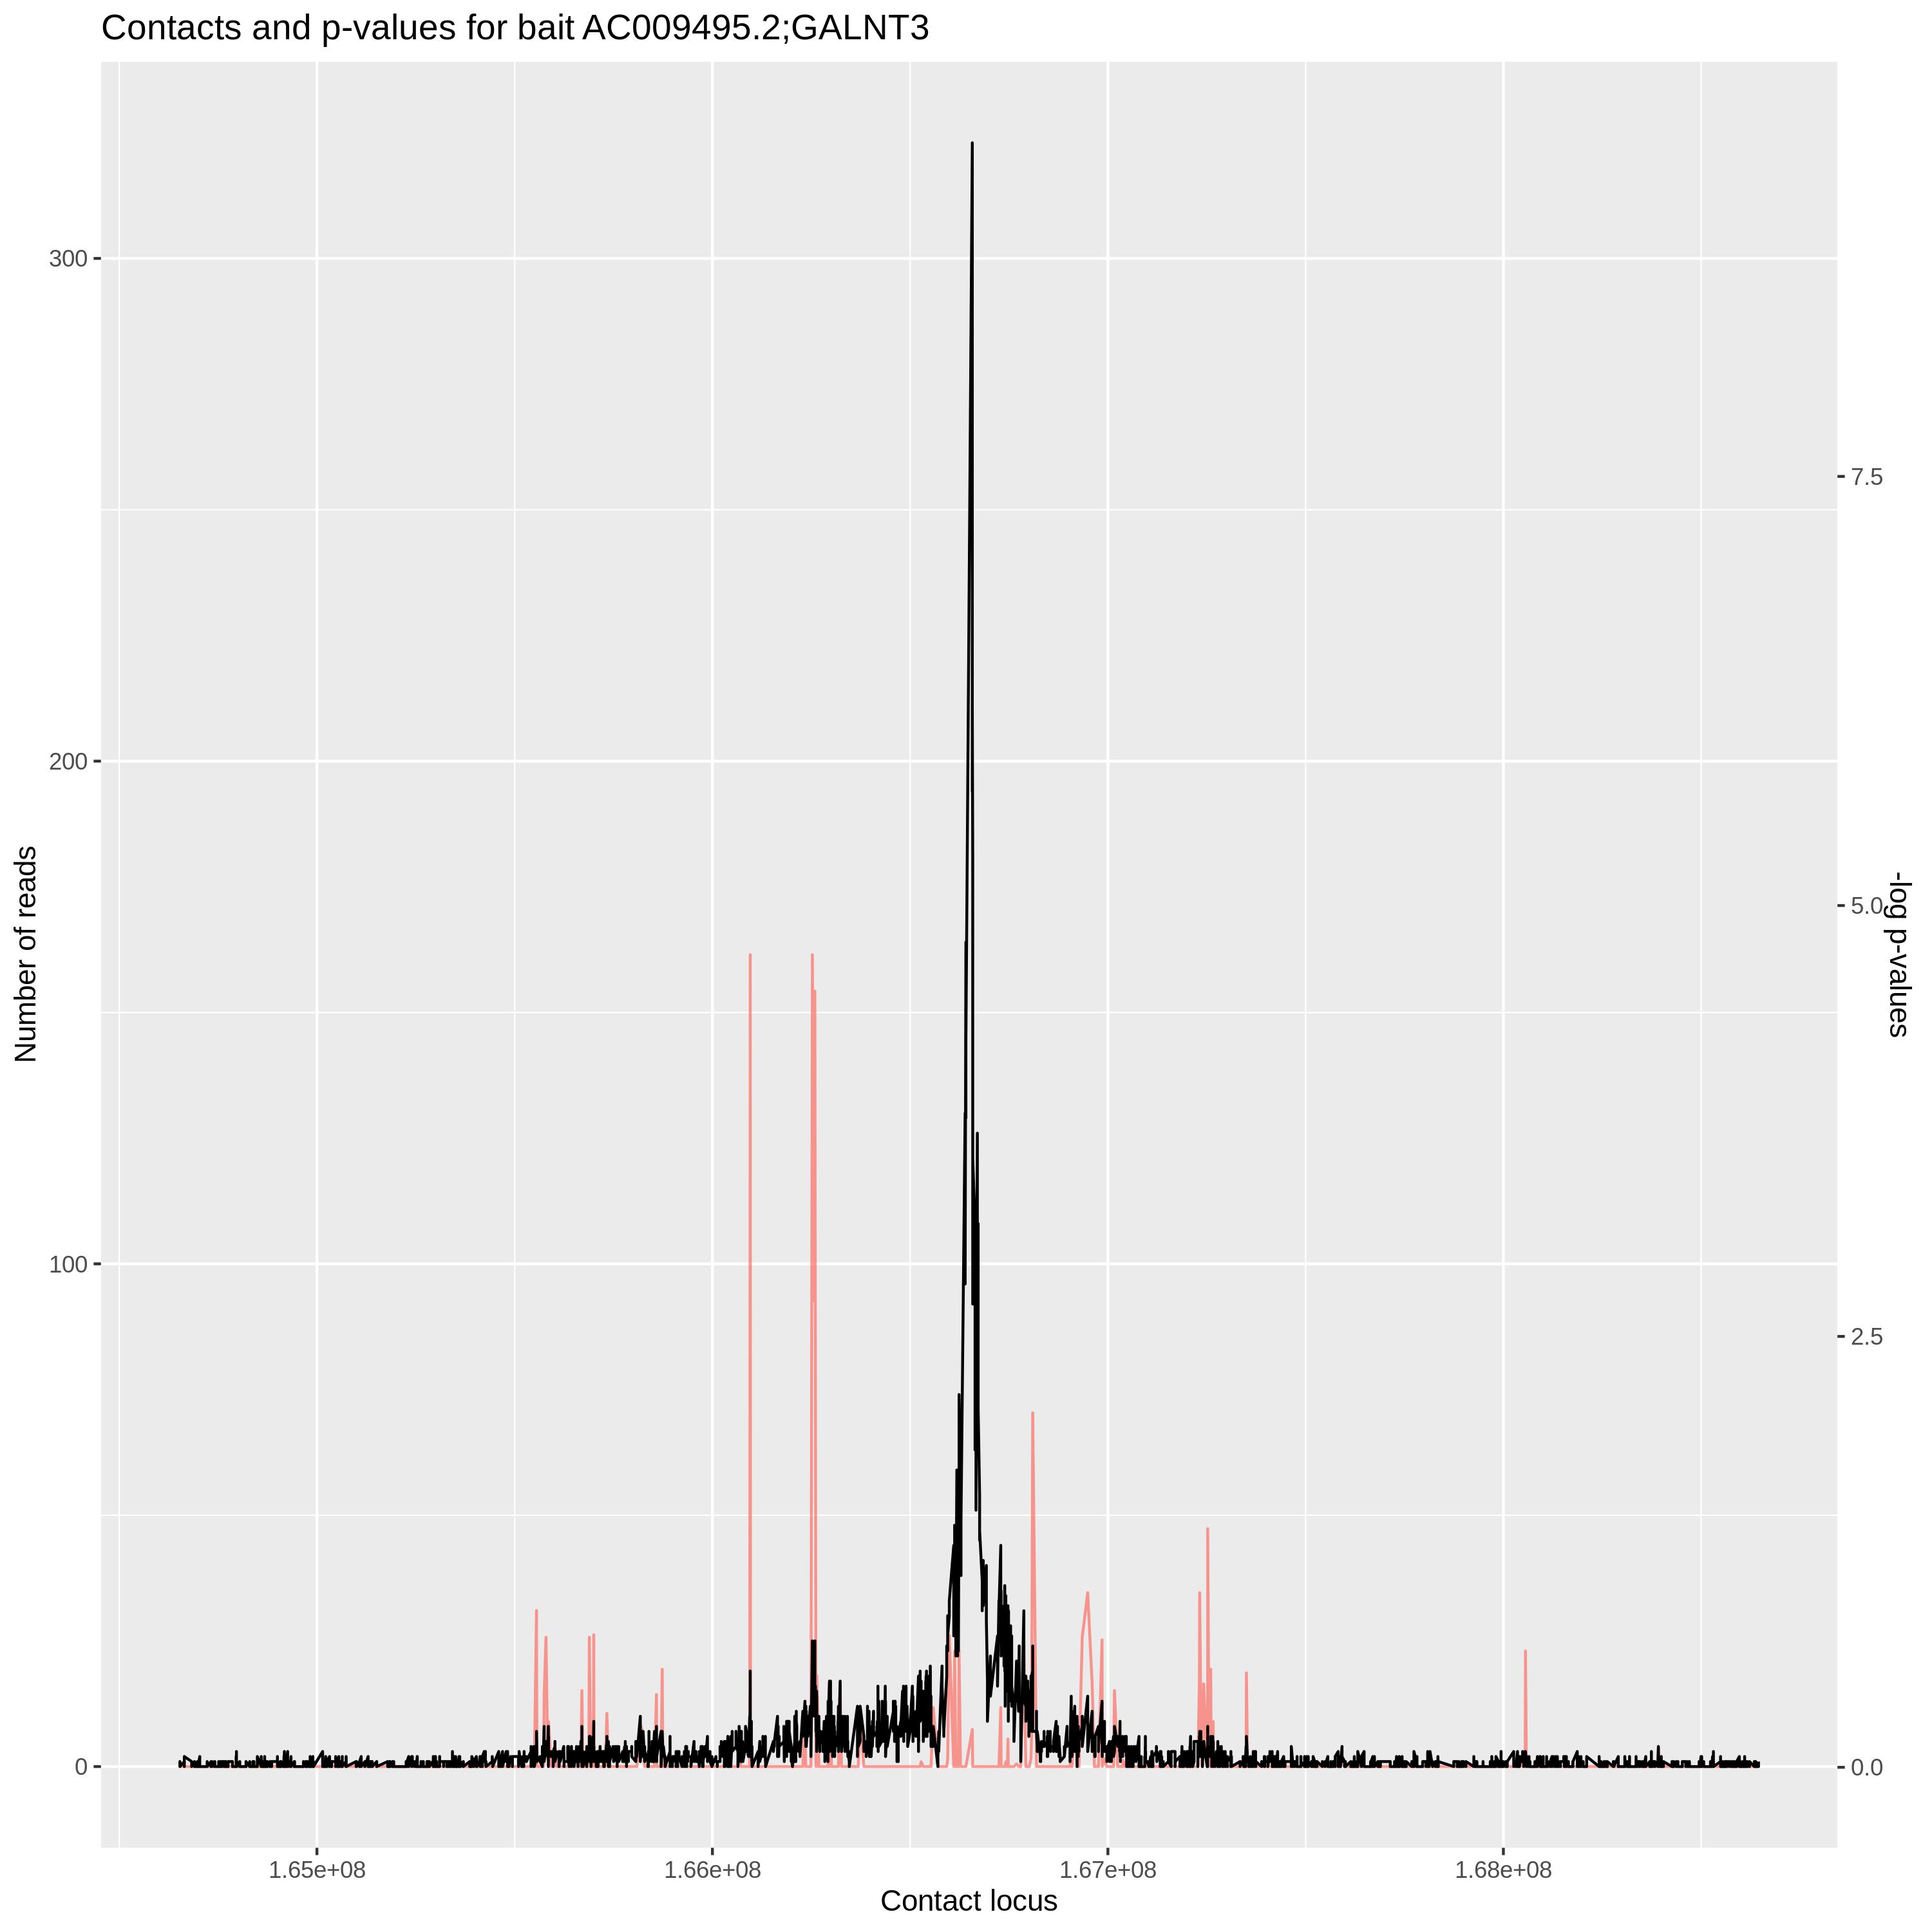 Contacts and p-values for bait AC009495.2;GALNT3
300
200
100
0
Number of reads
7.5
5.0
2.5
0.0
-log p-values
1.65e+08
1.66e+08
1.67e+08
1.68e+08
Contact locus